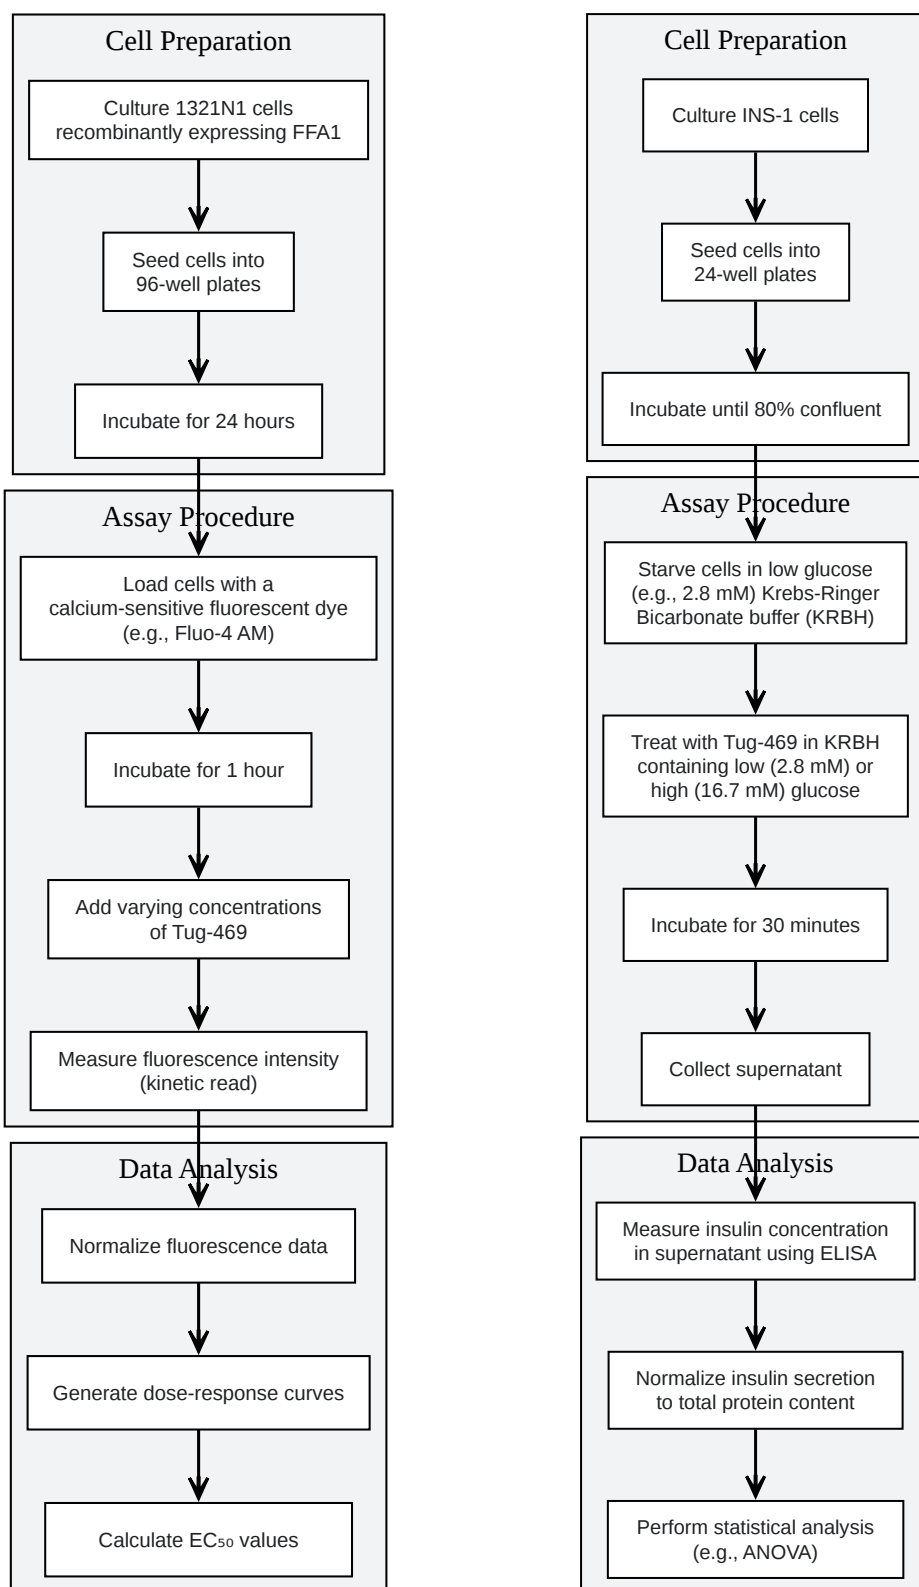 Cell Preparation
Culture 1321N1 cells
recombinantly expressing FFA1
Seed cells into
96-well plates
Incubate for 24 hours
Assay Procedure
Load cells with a
calcium-sensitive fluorescent dye
(e.g., Fluo-4 AM)
Incubate for 1 hour
Add varying concentrations
of Tug-469
Measure fluorescence intensity
(kinetic read)
Data Analysis
Normalize fluorescence data
Generate dose-response curves
Calculate EC₅₀ values
Cell Preparation
Culture INS-1 cells
Seed cells into
24-well plates
Incubate until 80% confluent
Assay Procedure
Starve cells in low glucose
(e.g., 2.8 mM) Krebs-Ringer
Bicarbonate buffer (KRBH)
Treat with Tug-469 in KRBH
containing low (2.8 mM) or
high (16.7 mM) glucose
Incubate for 30 minutes
Collect supernatant
Data Analysis
Measure insulin concentration
in supernatant using ELISA
Normalize insulin secretion
to total protein content
Perform statistical analysis
(e.g., ANOVA)